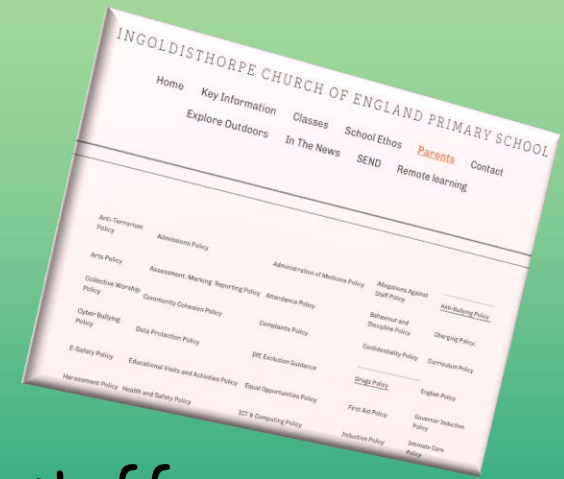 INGOLDISTHORPE CHURCH OF ENGLAND PRIMARY SCHOOL
Home Key Information Classes School Ethos Parents Contact
Explore Outdoors In The News SEND Remote learning
Anti-Terrorism Policy
Admissions Policy
Administration of Medicine Policy
Allegations Against Staff Policy
Anti-Bullying Policy
Arts Policy
Assessment, Marking Reporting Policy
Attendance Policy
Behaviour and Discipline Policy
Charging Policy
Collective Worship Policy
Community Cohesion Policy
Complaints Policy
Confidentiality Policy
Curriculum Policy
Cyber Bullying Policy
Data Protection Policy
DfE Exclusion Guidance
Drugs Policy
English Policy
E-Safety Policy
Educational Visits and Activities Policy
Equal Opportunities Policy
First Aid Policy
Governor Induction Policy
Harassment Policy
Health and Safety Policy
ICT & Computing Policy
Induction Policy
Intimate Care Policy